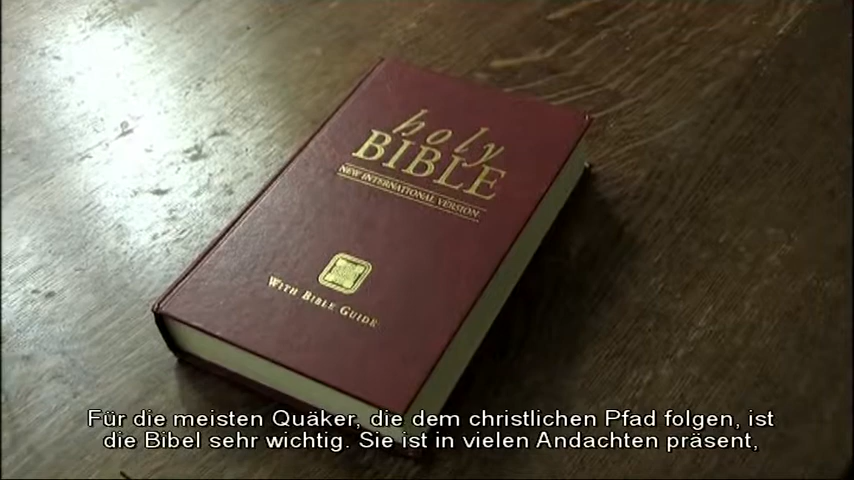 holy
BIBLE
NEW INTERNATIONAL VERSION
WITH BIBLE GUIDE
Für die meisten Quäker, die dem christlichen Pfad folgen, ist
die Bibel sehr wichtig. Sie ist in vielen Andachten präsent,